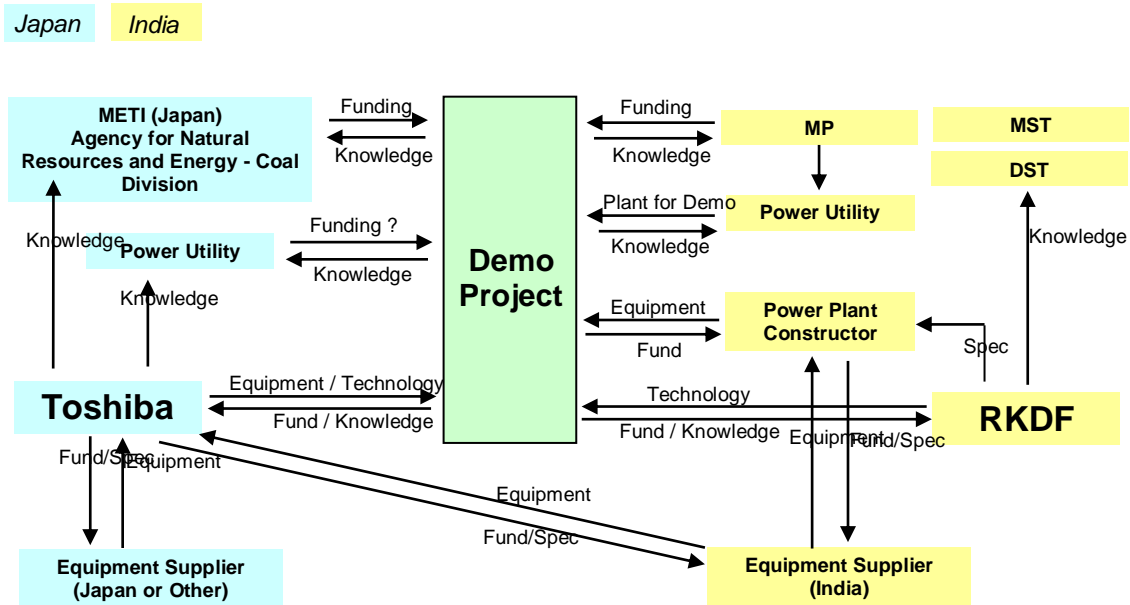 Japan
India
METI (Japan)
Agency for Natural
Resources and Energy - Coal
Division
Funding
Knowledge
Demo
Project
Funding
Knowledge
MP
MST
DST
Knowledge
Power Utility
Funding ?
Knowledge
Knowledge
Plant for Demo
Knowledge
Power Utility
Knowledge
Equipment
Fund
Power Plant
Constructor
Spec
Toshiba
Equipment / Technology
Fund / Knowledge
Technology
Fund / Knowledge
RKDF
Equipment
Fund/Spec
Fund/Spec
Equipment
Equipment
Fund/Spec
Equipment Supplier
(Japan or Other)
Equipment Supplier
(India)